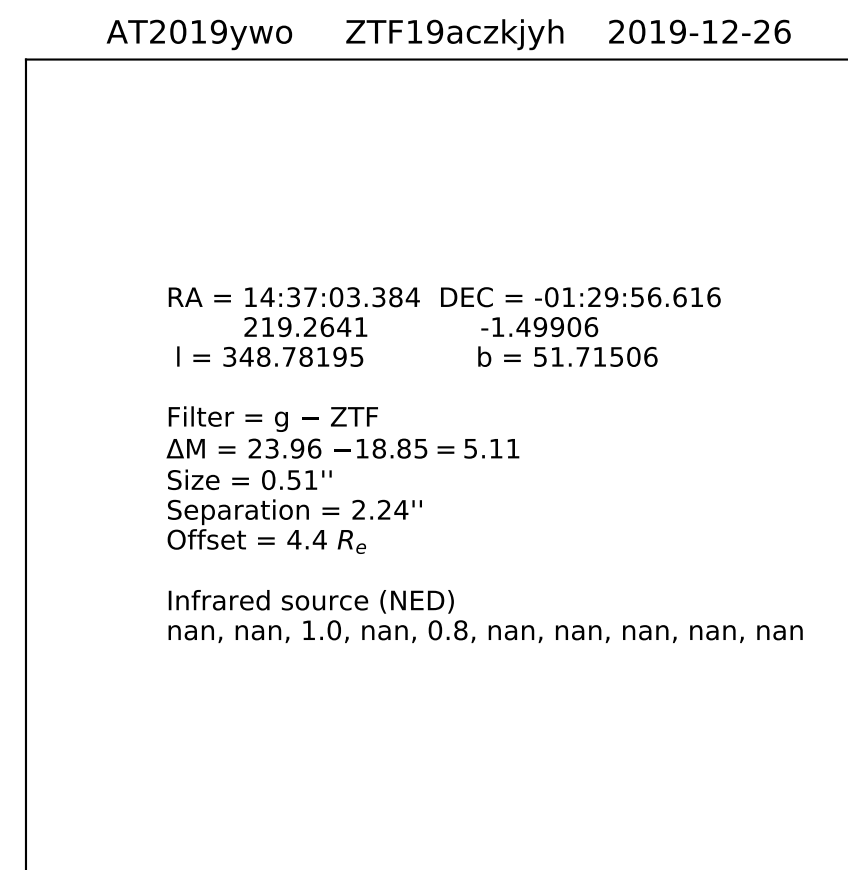 AT2019ywo ZTF19aczkjyh 2019-12-26
RA = 14:37:03.384 DEC = -01:29:56.616
219.2641 -1.49906
l = 348.78195 b = 51.71506
Filter = g − ZTF
ΔM = 23.96 −18.85 = 5.11
Size = 0.51''
Separation = 2.24''
Offset = 4.4 Rₑ
Infrared source (NED)
nan, nan, 1.0, nan, 0.8, nan, nan, nan, nan, nan